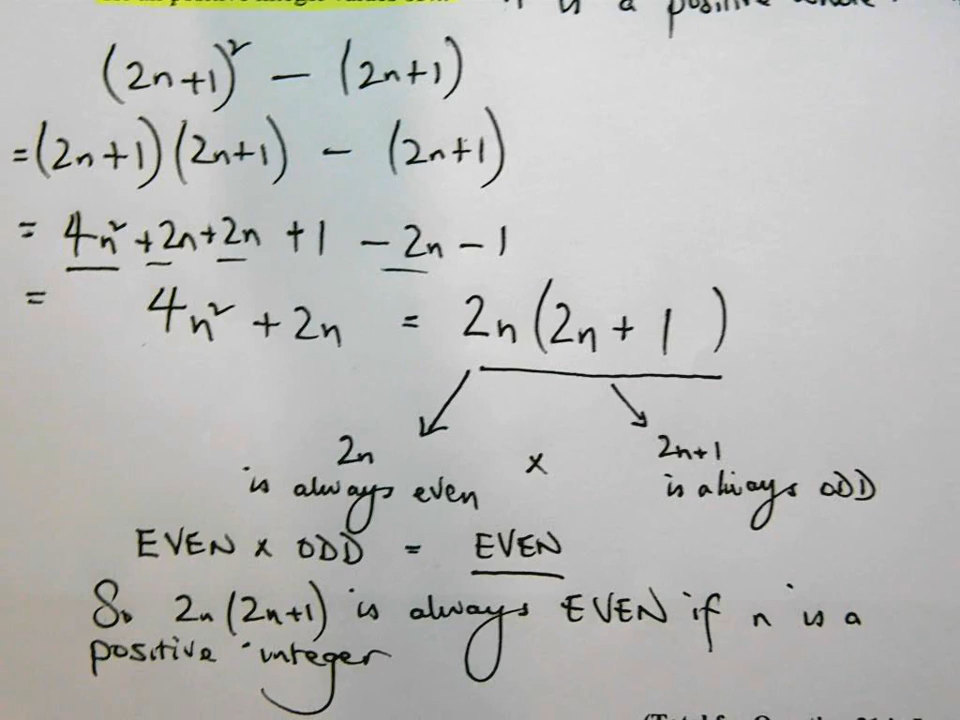 is a positive
(2n+1)² − (2n+1)
=(2n+1)(2n+1) − (2n+1)
= 4n²+2n+2n +1 −2n −1
= 4n² + 2n = 2n(2n + 1 )
2n × 2n+1
is always even is always ODD
EVEN × ODD = EVEN
So 2n(2n+1) is always EVEN if n is a
positive integer